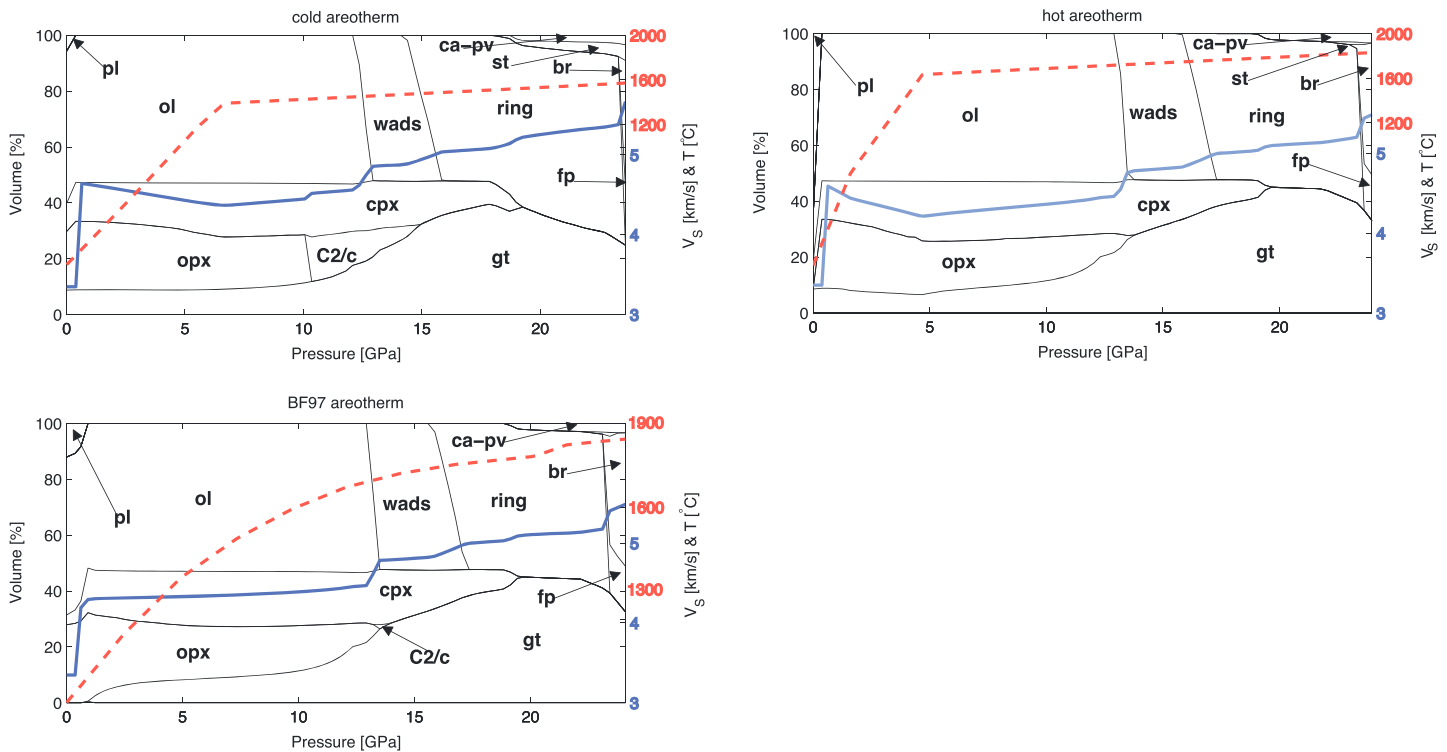 cold areotherm
100
80
60
40
20
0
Volume [%]
0
5
10
15
20
Pressure [GPa]
2000
1600
1200
5
4
3
V_S [km/s] & T [°C]
pl
ol
wads
ring
ca–pv
st
br
fp
cpx
opx
C2/c
gt
hot areotherm
100
80
60
40
20
0
Volume [%]
0
5
10
15
20
Pressure [GPa]
2000
1600
1200
5
4
3
V_S [km/s] & T [°C]
pl
ol
wads
ring
ca–pv
st
br
fp
cpx
opx
gt
BF97 areotherm
100
80
60
40
20
0
Volume [%]
0
5
10
15
20
Pressure [GPa]
1900
1600
5
1300
4
3
V_S [km/s] & T [°C]
pl
ol
wads
ring
ca–pv
br
fp
cpx
opx
C2/c
gt